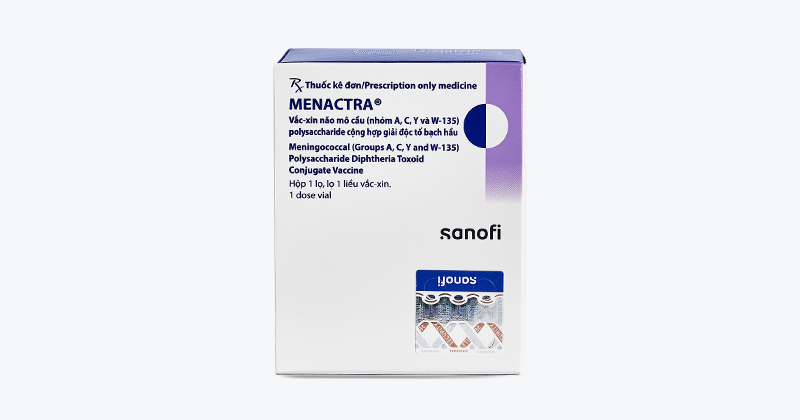 Rx Thuốc kê đơn/Prescription only medicine
MENACTRA®
Vắc-xin não mô cầu (nhóm A, C, Y và W-135)
polysaccharide cộng hợp giải độc tố bạch hầu
Meningococcal (Groups A, C, Y and W-135)
Polysaccharide Diphtheria Toxoid
Conjugate Vaccine
Hộp 1 lọ, lọ 1 liều vắc-xin.
1 dose vial
sanofi
sanofi